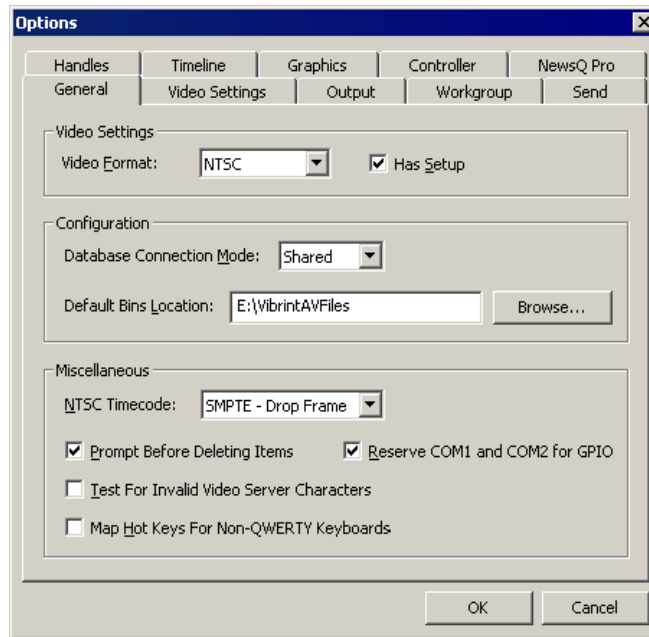 Options
Handles Timeline Graphics Controller NewsQ Pro
General Video Settings Output Workgroup Send
Video Settings
Video Format: NTSC Has Setup
Configuration
Database Connection Mode: Shared
Default Bins Location: E:\VibrintAVFiles Browse...
Miscellaneous
NTSC Timecode: SMPTE - Drop Frame
Prompt Before Deleting Items Reserve COM1 and COM2 for GPIO
Test For Invalid Video Server Characters
Map Hot Keys For Non-QWERTY Keyboards
OK Cancel